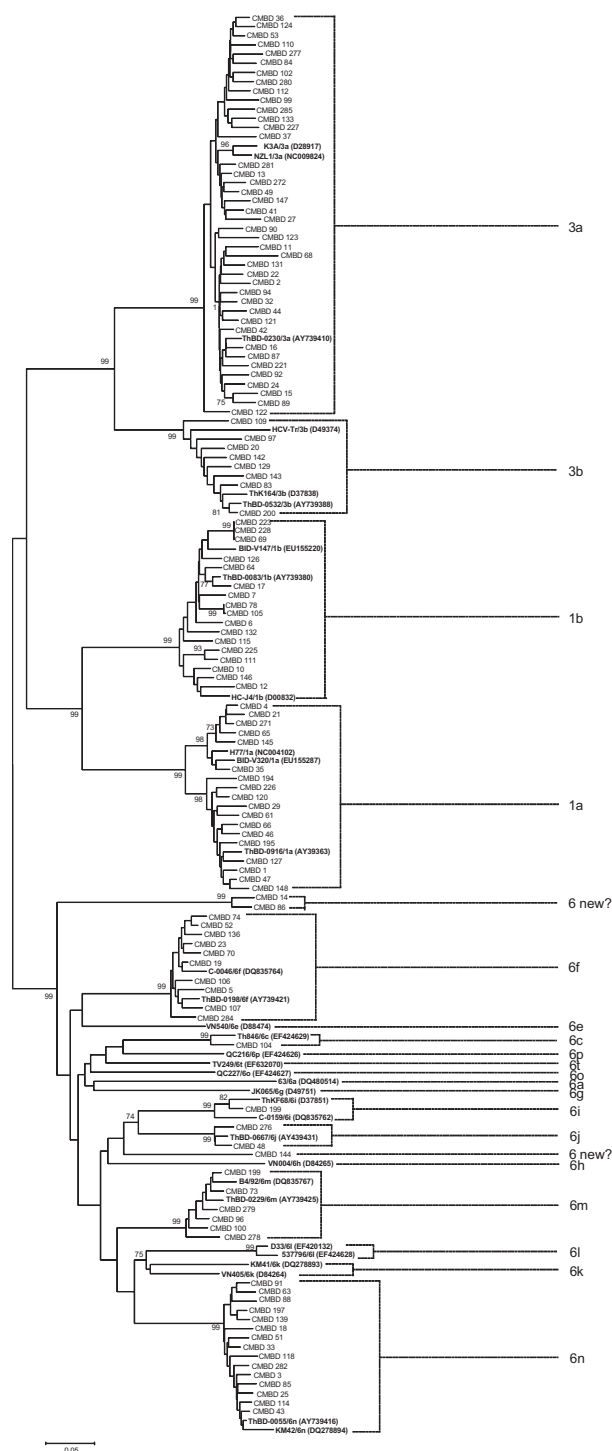 CMBD 36
CMBD 124
CMBD 53
CMBD 110
CMBD 277
CMBD 84
CMBD 102
CMBD 280
CMBD 112
CMBD 99
CMBD 285
CMBD 133
CMBD 227
CMBD 37
96
K3A/3a (D28917)
NZL1/3a (NC009824)
CMBD 281
CMBD 13
CMBD 272
CMBD 49
CMBD 147
CMBD 41
CMBD 27
3a
CMBD 90
CMBD 123
CMBD 11
CMBD 68
CMBD 131
CMBD 22
CMBD 2
CMBD 94
99
CMBD 32
1
CMBD 44
CMBD 121
CMBD 42
ThBD-0230/3a (AY739410)
CMBD 16
CMBD 87
99
CMBD 221
CMBD 92
CMBD 24
CMBD 15
75
CMBD 89
CMBD 122
CMBD 109
HCV-Tr/3b (D49374)
99
CMBD 97
CMBD 20
CMBD 142
CMBD 129
3b
CMBD 143
CMBD 83
ThK164/3b (D37838)
ThBD-0532/3b (AY739388)
81
CMBD 200
CMBD 223
99
CMBD 228
CMBD 69
BID-V147/1b (EU155220)
CMBD 126
CMBD 64
ThBD-0083/1b (AY739380)
77
CMBD 17
CMBD 7
CMBD 78
99
CMBD 105
1b
CMBD 6
CMBD 132
99
CMBD 115
93
CMBD 225
CMBD 111
CMBD 10
CMBD 146
CMBD 12
HC-J4/1b (D00832)
CMBD 4
99
CMBD 21
73
CMBD 271
CMBD 65
98
CMBD 145
H77/1a (NC004102)
BID-V320/1a (EU155287)
CMBD 35
99
CMBD 194
CMBD 226
98
CMBD 120
1a
CMBD 29
CMBD 61
CMBD 66
CMBD 46
CMBD 195
ThBD-0916/1a (AY39363)
CMBD 127
CMBD 1
CMBD 47
CMBD 148
99
CMBD 14
6 new?
CMBD 86
CMBD 74
CMBD 52
CMBD 136
CMBD 23
CMBD 70
CMBD 19
6f
C-0046/6f (DQ835764)
99
CMBD 106
99
CMBD 5
ThBD-0198/6f (AY739421)
CMBD 107
CMBD 284
VN540/6e (D88474)
6e
99
Th846/6c (EF424629)
CMBD 104
6c
QC216/6p (EF424626)
6p
TV249/6t (EF632070)
6t
QC227/6o (EF424627)
6o
63/6a (DQ480514)
6a
JK065/6g (D49751)
6g
82
ThKF68/6i (D37851)
99
CMBD 199
6i
74
C-0159/6i (DQ835762)
CMBD 276
99
ThBD-0667/6j (AY439431)
6j
CMBD 48
CMBD 144
6 new?
VN004/6h (D84265)
6h
CMBD 199
B4/92/6m (DQ835767)
CMBD 73
ThBD-0229/6m (AY739425)
6m
CMBD 279
CMBD 96
99
CMBD 100
CMBD 278
99
D33/6l (EF420132)
75
537796/6l (EF424628)
6l
KM41/6k (DQ278893)
6k
VN405/6k (D84264)
CMBD 91
CMBD 63
CMBD 88
CMBD 197
CMBD 139
99
CMBD 18
CMBD 51
CMBD 33
CMBD 118
6n
CMBD 282
CMBD 3
CMBD 85
CMBD 25
CMBD 114
CMBD 43
ThBD-0055/6n (AY739416)
KM42/6n (DQ278894)
0.05